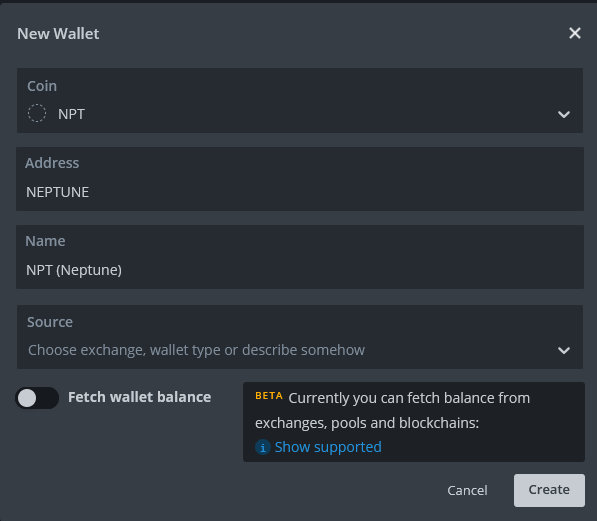 New Wallet
Coin
NPT
Address
NEPTUNE
Name
NPT (Neptune)
Source
Choose exchange, wallet type or describe somehow
Fetch wallet balance
BETA Currently you can fetch balance from
exchanges, pools and blockchains:
Show supported
Cancel
Create